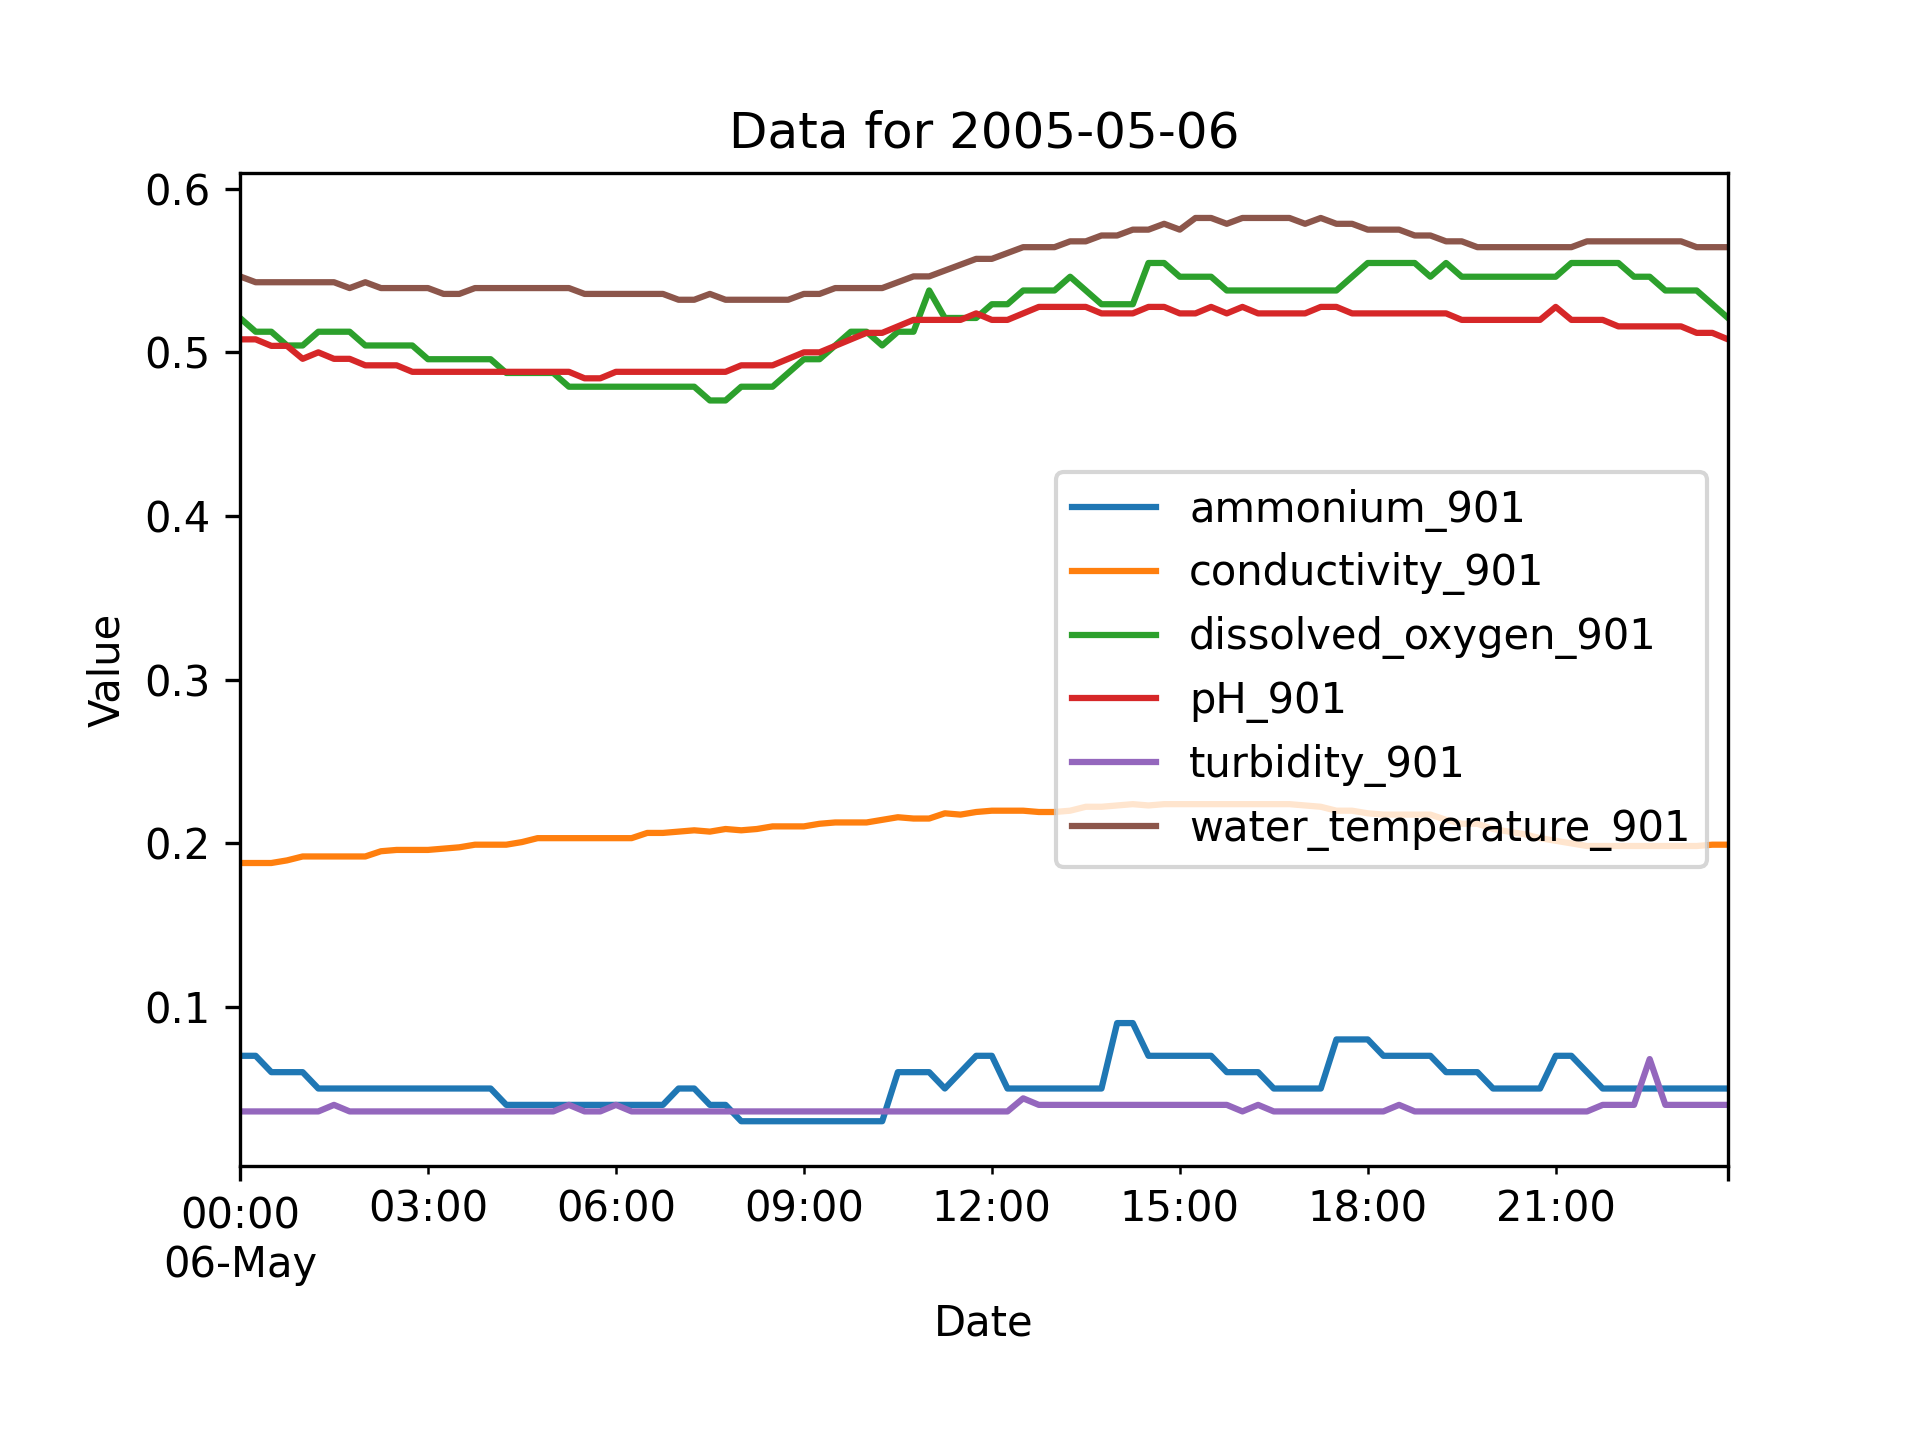 Data for 2005-05-06
0.6
0.5
0.4
0.3
0.2
0.1
Value
ammonium_901
conductivity_901
dissolved_oxygen_901
pH_901
turbidity_901
water_temperature_901
00:00 03:00 06:00 09:00 12:00 15:00 18:00 21:00
06-May
Date